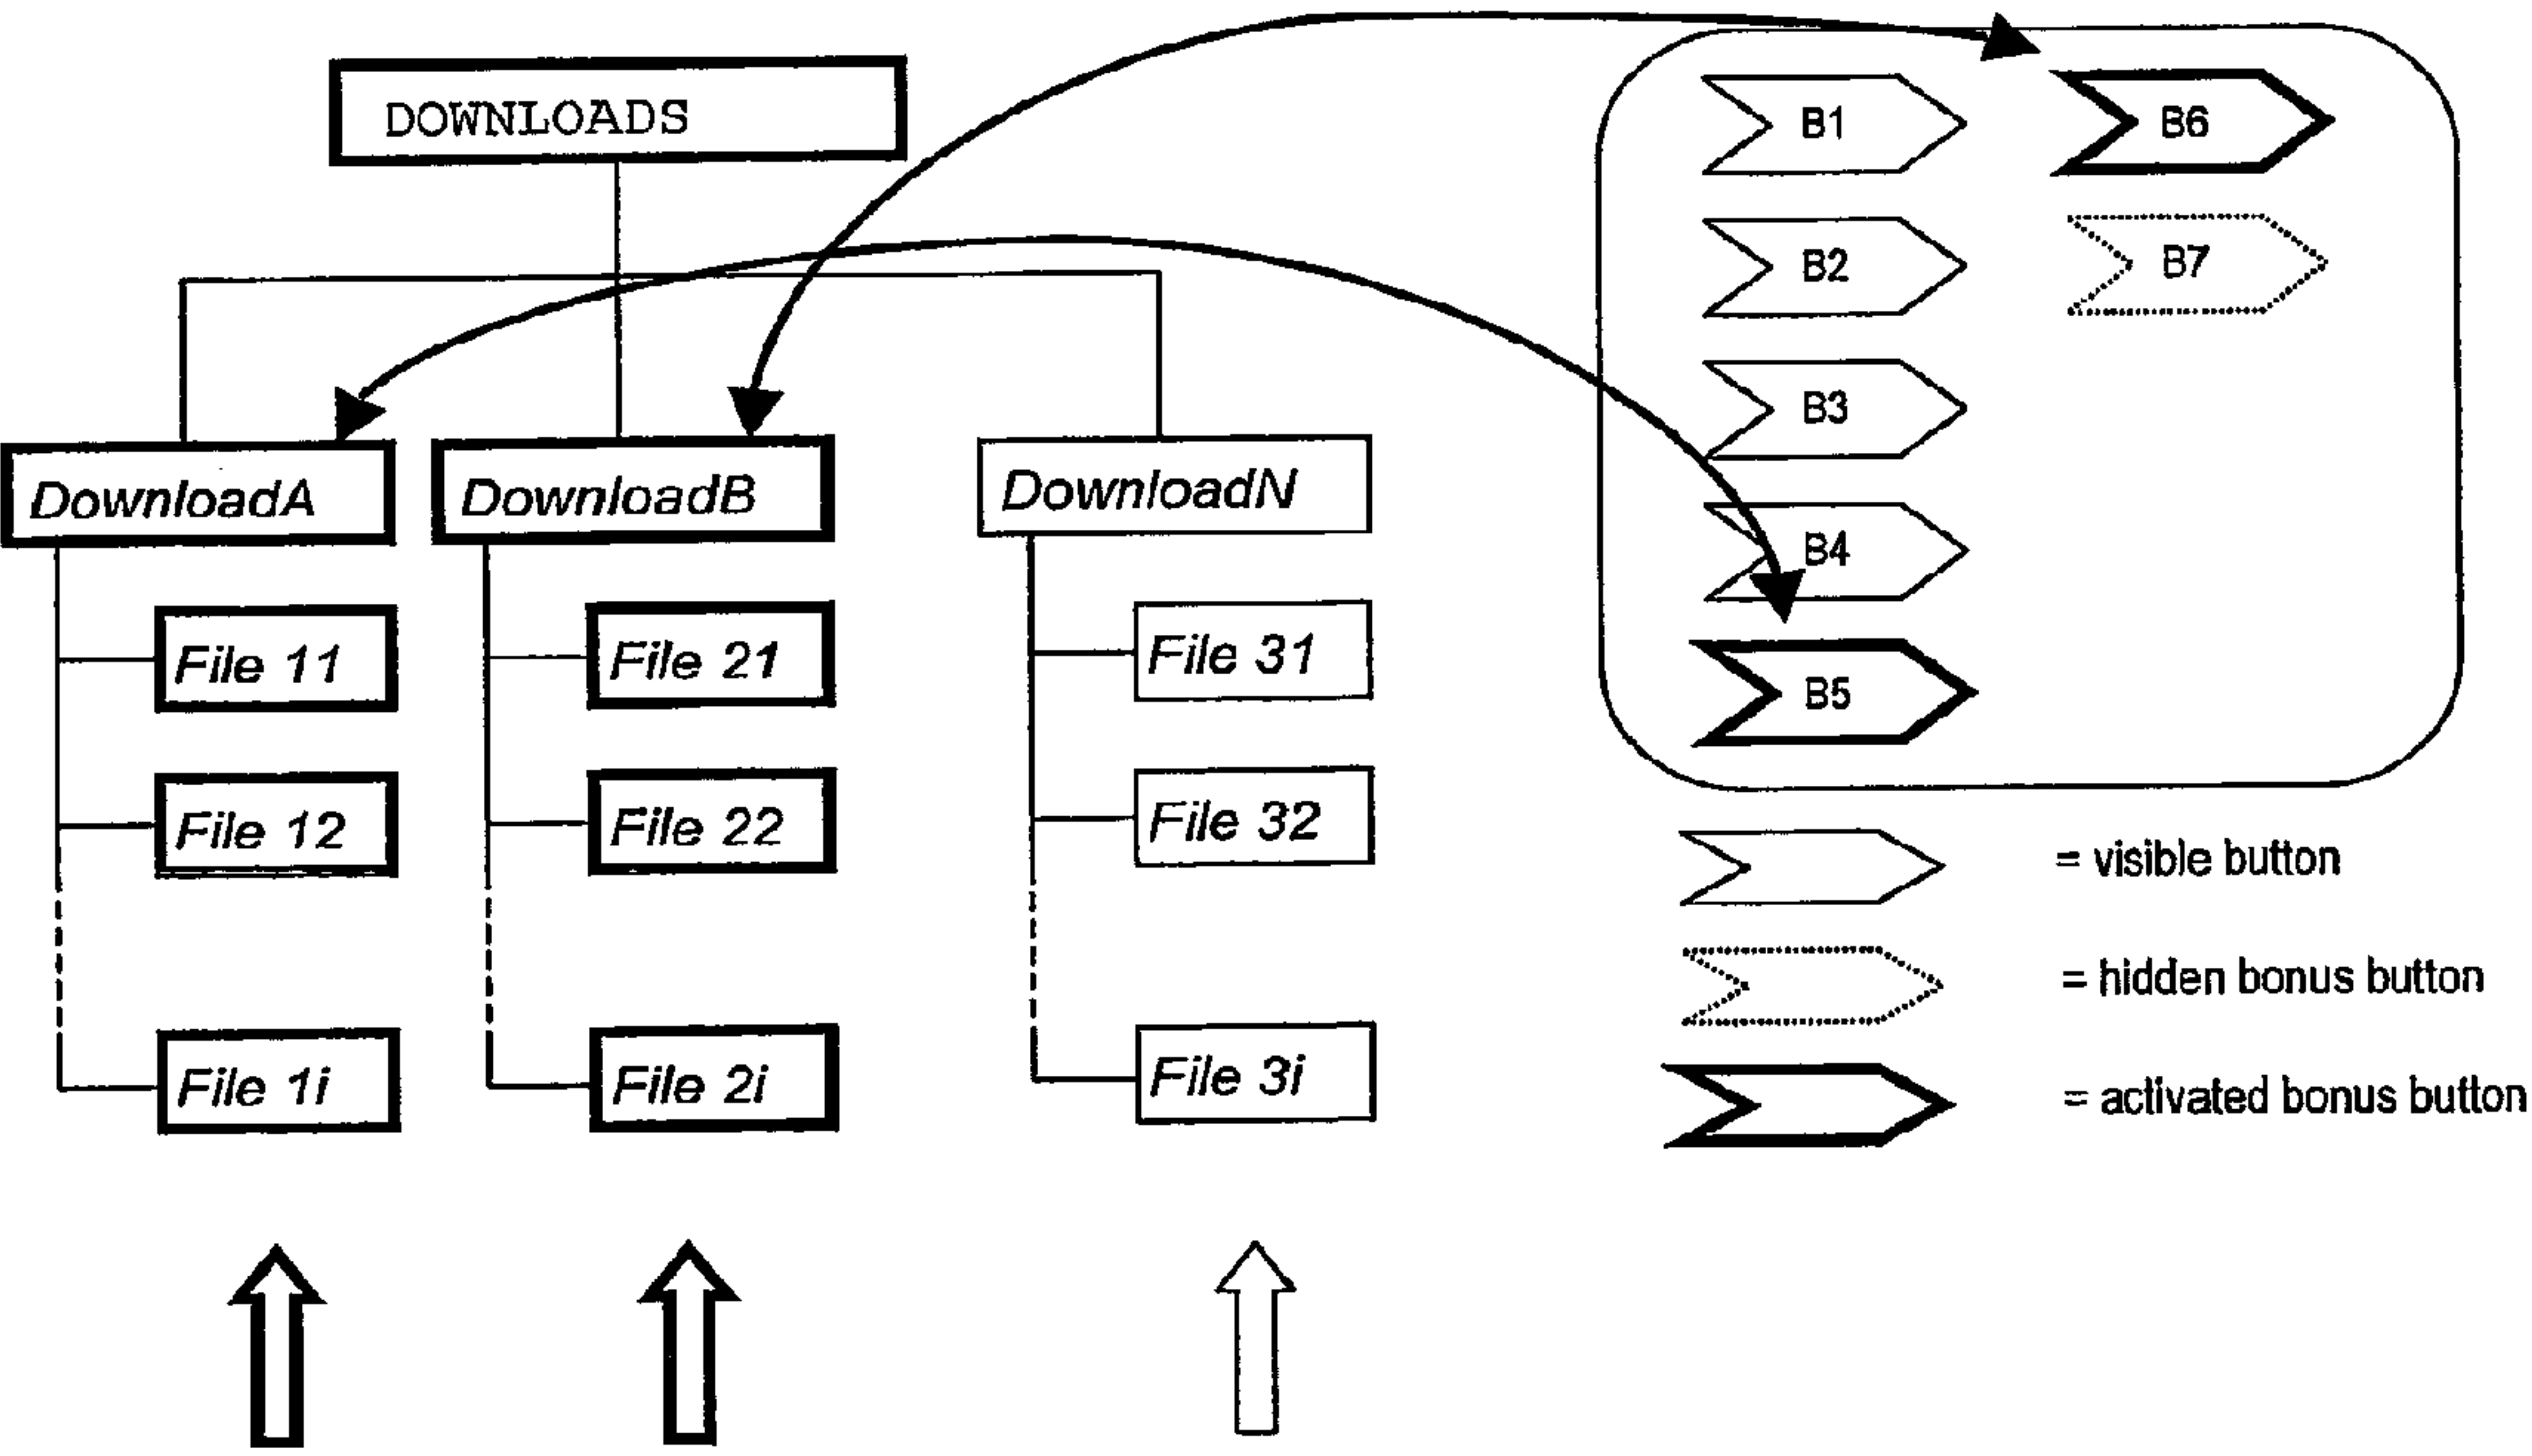 DOWNLOADS
DownloadA
File 11
File 12
File 1i
DownloadB
File 21
File 22
File 2i
DownloadN
File 31
File 32
File 3i
B1
B2
B3
B4
B5
B6
B7
= visible button
= hidden bonus button
= activated bonus button